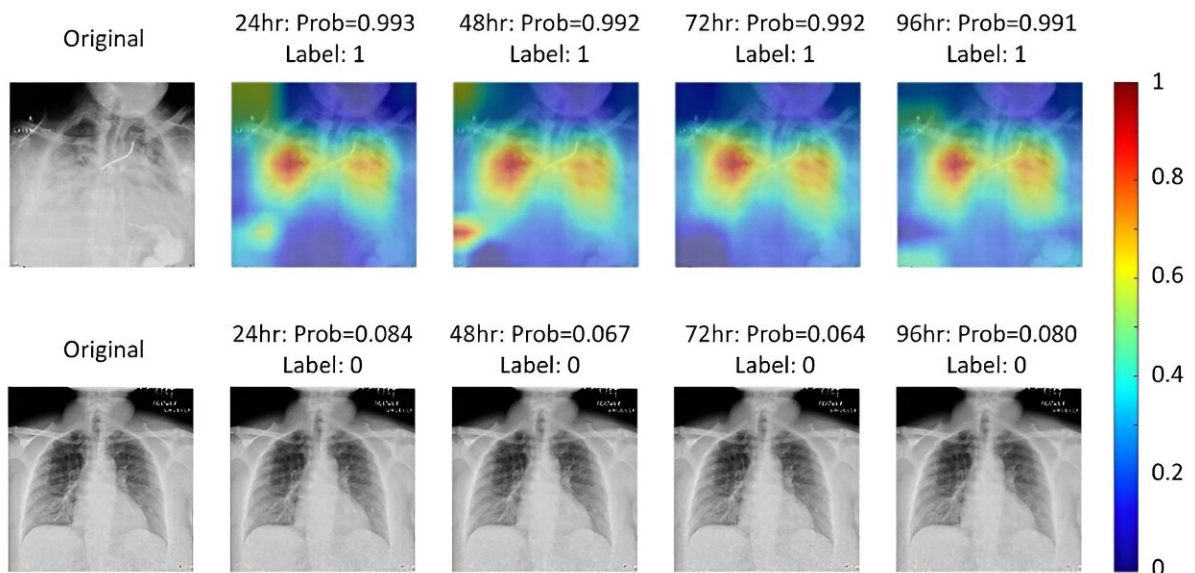 Original
24hr: Prob=0.993
Label: 1
48hr: Prob=0.992
Label: 1
72hr: Prob=0.992
Label: 1
96hr: Prob=0.991
Label: 1
1
0.8
0.6
0.4
0.2
0
Original
24hr: Prob=0.084
Label: 0
48hr: Prob=0.067
Label: 0
72hr: Prob=0.064
Label: 0
96hr: Prob=0.080
Label: 0